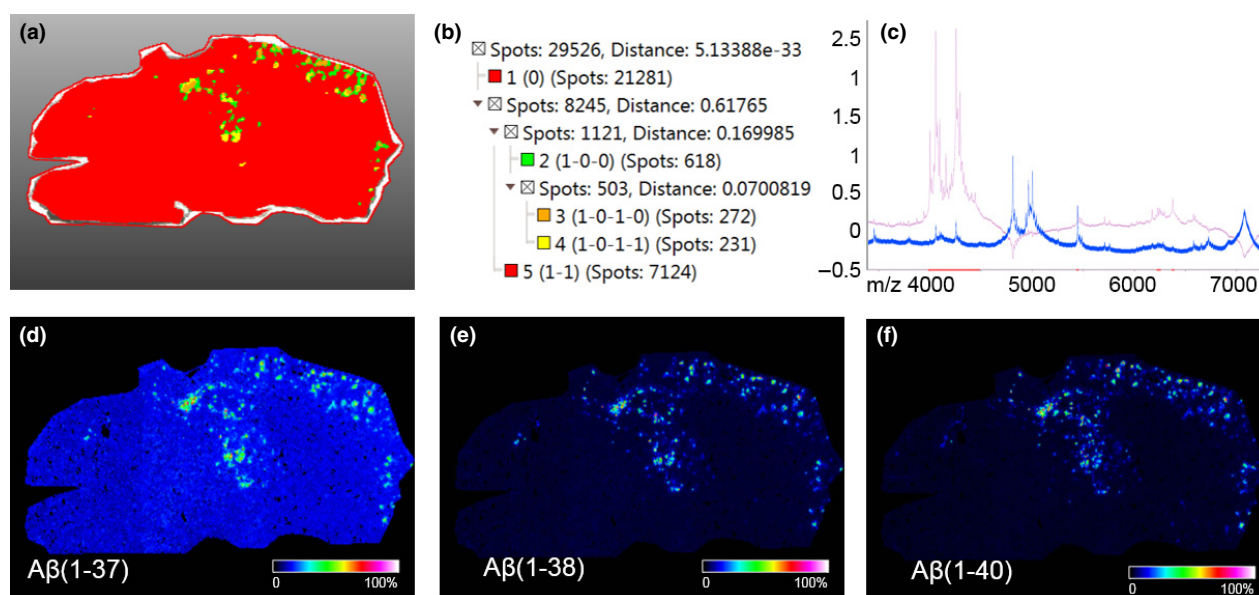 (a)
(b)
Spots: 29526, Distance: 5.13388e-33
1 (0) (Spots: 21281)
Spots: 8245, Distance: 0.61765
Spots: 1121, Distance: 0.169985
2 (1-0-0) (Spots: 618)
Spots: 503, Distance: 0.0700819
3 (1-0-1-0) (Spots: 272)
4 (1-0-1-1) (Spots: 231)
5 (1-1) (Spots: 7124)
(c)
2.5
1
2.5
1
0.5
0
–0.5
m/z 4000 5000 6000 7000
(d)
Aβ(1-37)
0 100%
(e)
Aβ(1-38)
0 100%
(f)
Aβ(1-40)
0 100%